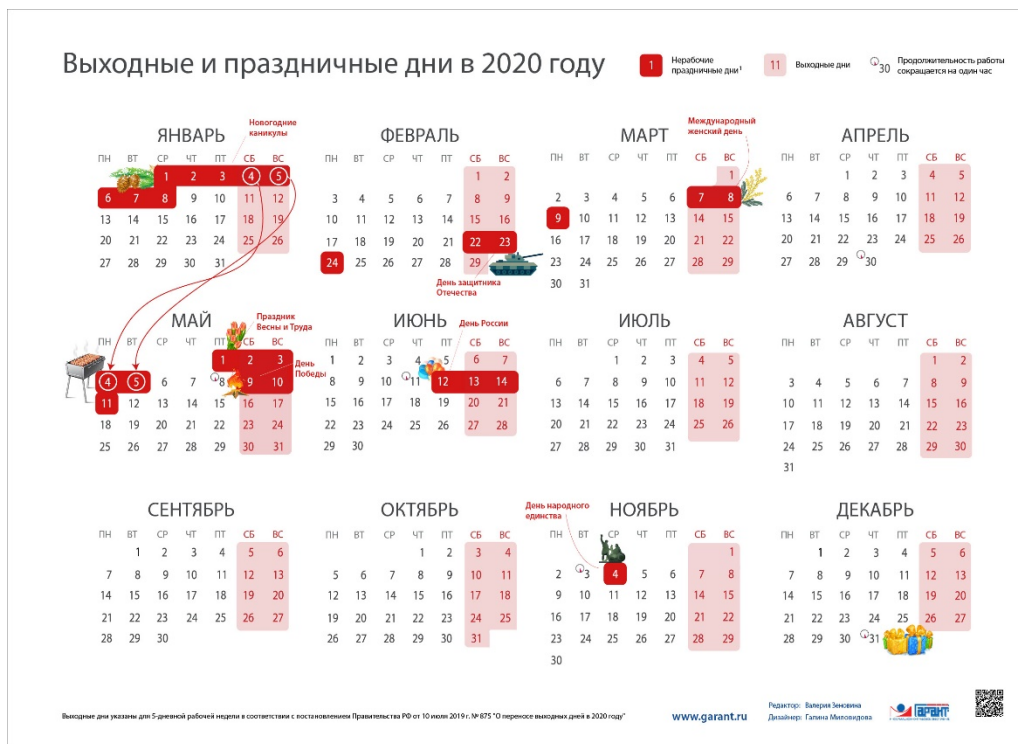 Выходные и праздничные дни в 2020 году
1 Нерабочие праздничные дни¹
11 Выходные дни
30 Продолжительность работы сокращается на один час
Новогодние каникулы
ЯНВАРЬ
ПН ВТ СР ЧТ ПТ СБ ВС
1 2 3 4 5
6 7 8 9 10 11 12
13 14 15 16 17 18 19
20 21 22 23 24 25 26
27 28 29 30 31
ФЕВРАЛЬ
ПН ВТ СР ЧТ ПТ СБ ВС
1 2
3 4 5 6 7 8 9
10 11 12 13 14 15 16
17 18 19 20 21 22 23
24 25 26 27 28 29
День защитника
Отечества
Международный
женский день
МАРТ
ПН ВТ СР ЧТ ПТ СБ ВС
1
2 3 4 5 6 7 8
9 10 11 12 13 14 15
16 17 18 19 20 21 22
23 24 25 26 27 28 29
30 31
АПРЕЛЬ
ПН ВТ СР ЧТ ПТ СБ ВС
1 2 3 4 5
6 7 8 9 10 11 12
13 14 15 16 17 18 19
20 21 22 23 24 25 26
27 28 29 30
МАЙ
Праздник
Весны и Труда
ПН ВТ СР ЧТ ПТ СБ ВС
1 2 3
4 5 6 7 8 9 10
11 12 13 14 15 16 17
18 19 20 21 22 23 24
25 26 27 28 29 30 31
День
Победы
ИЮНЬ
День России
ПН ВТ СР ЧТ ПТ СБ ВС
1 2 3 4 5 6 7
8 9 10 11 12 13 14
15 16 17 18 19 20 21
22 23 24 25 26 27 28
29 30
ИЮЛЬ
ПН ВТ СР ЧТ ПТ СБ ВС
1 2 3 4 5
6 7 8 9 10 11 12
13 14 15 16 17 18 19
20 21 22 23 24 25 26
27 28 29 30 31
АВГУСТ
ПН ВТ СР ЧТ ПТ СБ ВС
1 2
3 4 5 6 7 8 9
10 11 12 13 14 15 16
17 18 19 20 21 22 23
24 25 26 27 28 29 30
31
СЕНТЯБРЬ
ПН ВТ СР ЧТ ПТ СБ ВС
1 2 3 4 5 6
7 8 9 10 11 12 13
14 15 16 17 18 19 20
21 22 23 24 25 26 27
28 29 30
ОКТЯБРЬ
ПН ВТ СР ЧТ ПТ СБ ВС
1 2 3 4
5 6 7 8 9 10 11
12 13 14 15 16 17 18
19 20 21 22 23 24 25
26 27 28 29 30 31
День народного
единства
НОЯБРЬ
ПН ВТ СР ЧТ ПТ СБ ВС
1
2 3 4 5 6 7 8
9 10 11 12 13 14 15
16 17 18 19 20 21 22
23 24 25 26 27 28 29
30
ДЕКАБРЬ
ПН ВТ СР ЧТ ПТ СБ ВС
1 2 3 4 5 6
7 8 9 10 11 12 13
14 15 16 17 18 19 20
21 22 23 24 25 26 27
28 29 30 31
Выходные дни указаны для 5-дневной рабочей недели в соответствии с постановлением Правительства РФ от 10 июля 2019 г. № 875 "О переносе выходных дней в 2020 году"
www.garant.ru
Редактор: Валерия Зеновина
Дизайнер: Галина Миловидова
ГАРАНТ